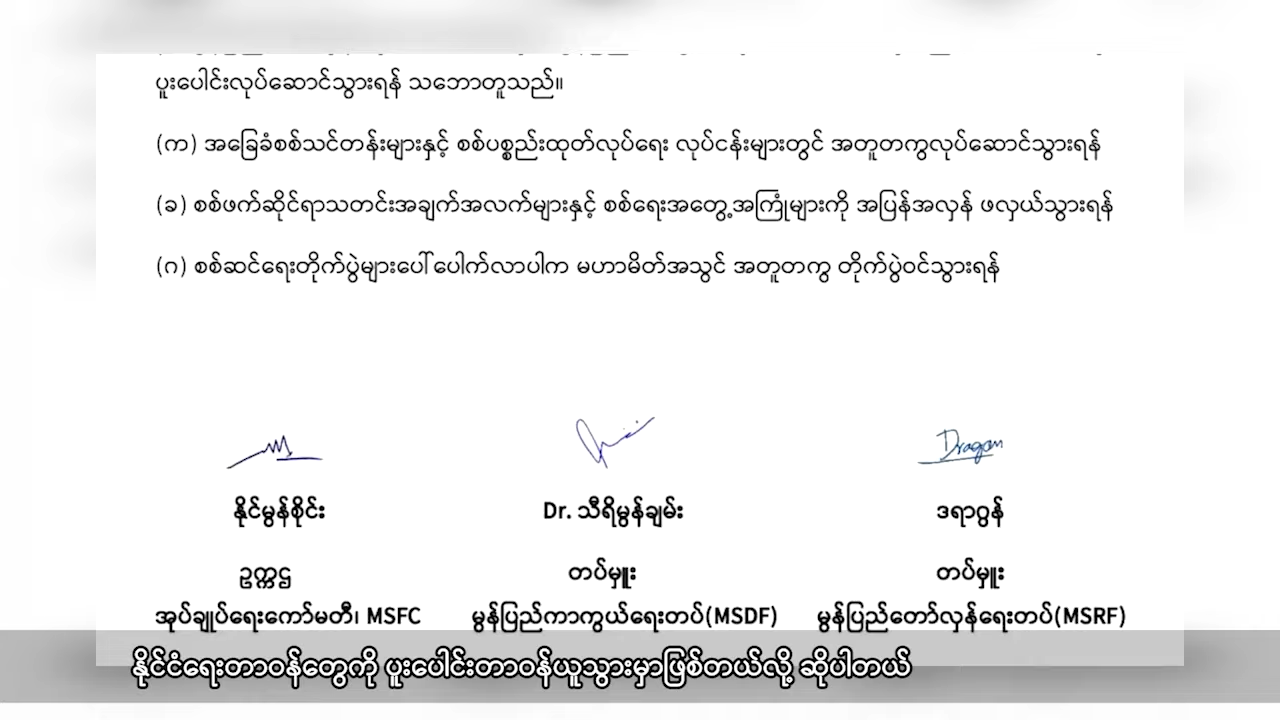 ပူးပေါင်းလုပ်ဆောင်သွားရန် သဘောတူသည်။
(က) အခြေခံစစ်သင်တန်းများနှင့် စစ်ပစ္စည်းထုတ်လုပ်ရေး လုပ်ငန်းများတွင် အတူတကွလုပ်ဆောင်သွားရန်
(ခ) စစ်ဖက်ဆိုင်ရာသတင်းအချက်အလက်များနှင့် စစ်ရေးအတွေ့အကြုံများကို အပြန်အလှန် ဖလှယ်သွားရန်
(ဂ) စစ်ဆင်ရေးတိုက်ပွဲများပေါ်ပေါက်လာပါက မဟာမိတ်အသွင် အတူတကွ တိုက်ပွဲဝင်သွားရန်
Dragon
နိုင်မွန်စိုင်း Dr. သီရိမွန်ချမ်း ဒရာဂွန်
ဥက္ကဋ္ဌ တပ်မှူး တပ်မှူး
အုပ်ချုပ်ရေးကော်မတီ၊ MSFC မွန်ပြည်ကာကွယ်ရေးတပ်(MSDF) မွန်ပြည်တော်လှန်ရေးတပ်(MSRF)
နိုင်ငံရေးတာဝန်တွေကို ပူးပေါင်းတာဝန်ယူသွားမှာဖြစ်တယ်လို့ ဆိုပါတယ်